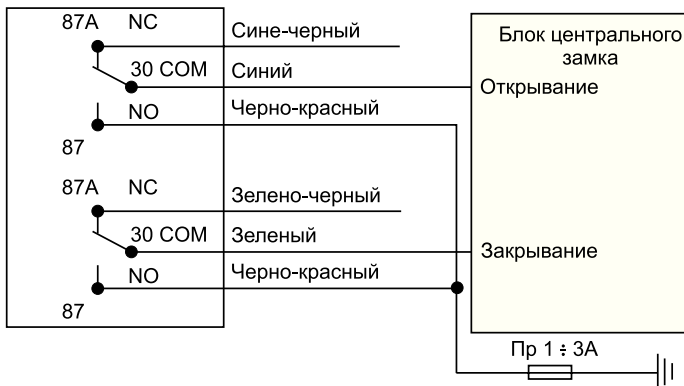 87A NC
Сине-черный
30 COM
Синий
NO
Черно-красный
87
87A NC
Зелено-черный
30 COM
Зеленый
NO
Черно-красный
87
Блок центрального
замка
Открывание
Закрывание
Пр 1 ÷ 3А